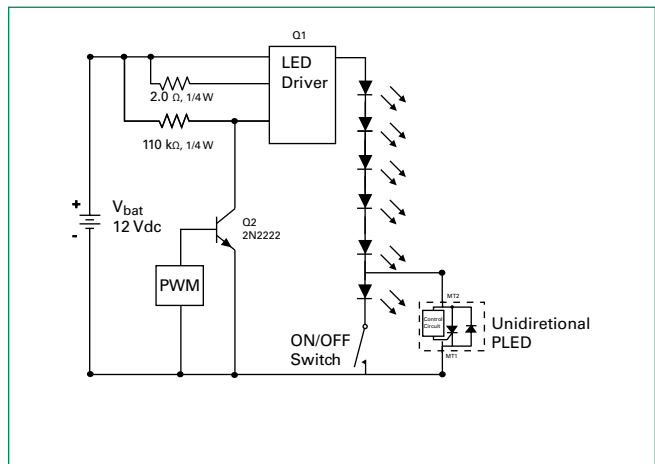 Q1
LED
Driver
2.0 Ω, 1/4 W
110 kΩ, 1/4 W
+
-
V_bat
12 Vdc
Q2
2N2222
PWM
ON/OFF
Switch
MT2
Control
Circuit
MT1
Unidiretional
PLED